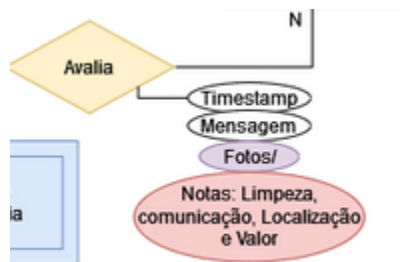 N
Avalia
Timestamp
Mensagem
Fotos/
Notas: Limpeza,
comunicação, Localização
e Valor
ia